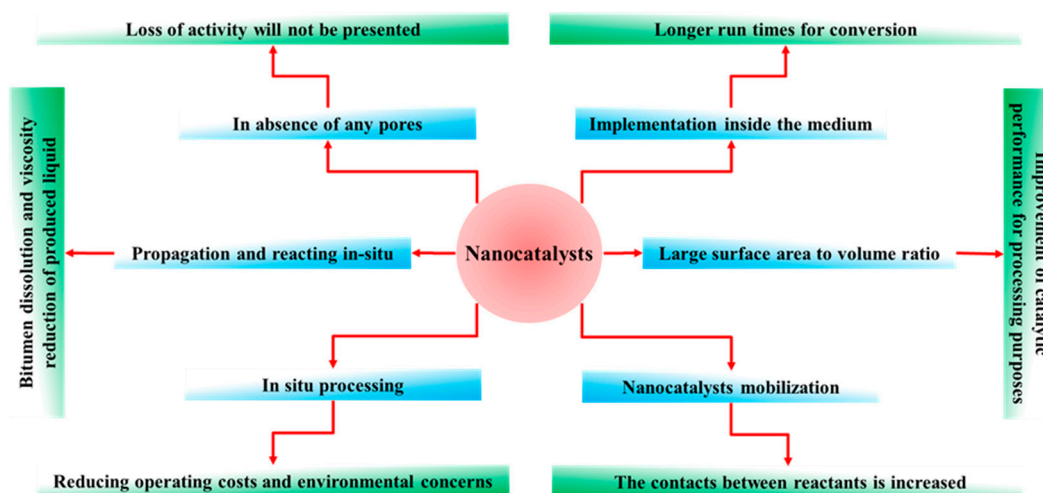 Loss of activity will not be presented
Longer run times for conversion
In absence of any pores
Implementation inside the medium
Bitumen dissolution and viscosity
reduction of produced liquid
Propagation and reacting in-situ
Nanocatalysts
Large surface area to volume ratio
Improvement of catalytic
performance for processing purposes
In situ processing
Nanocatalysts mobilization
Reducing operating costs and environmental concerns
The contacts between reactants is increased